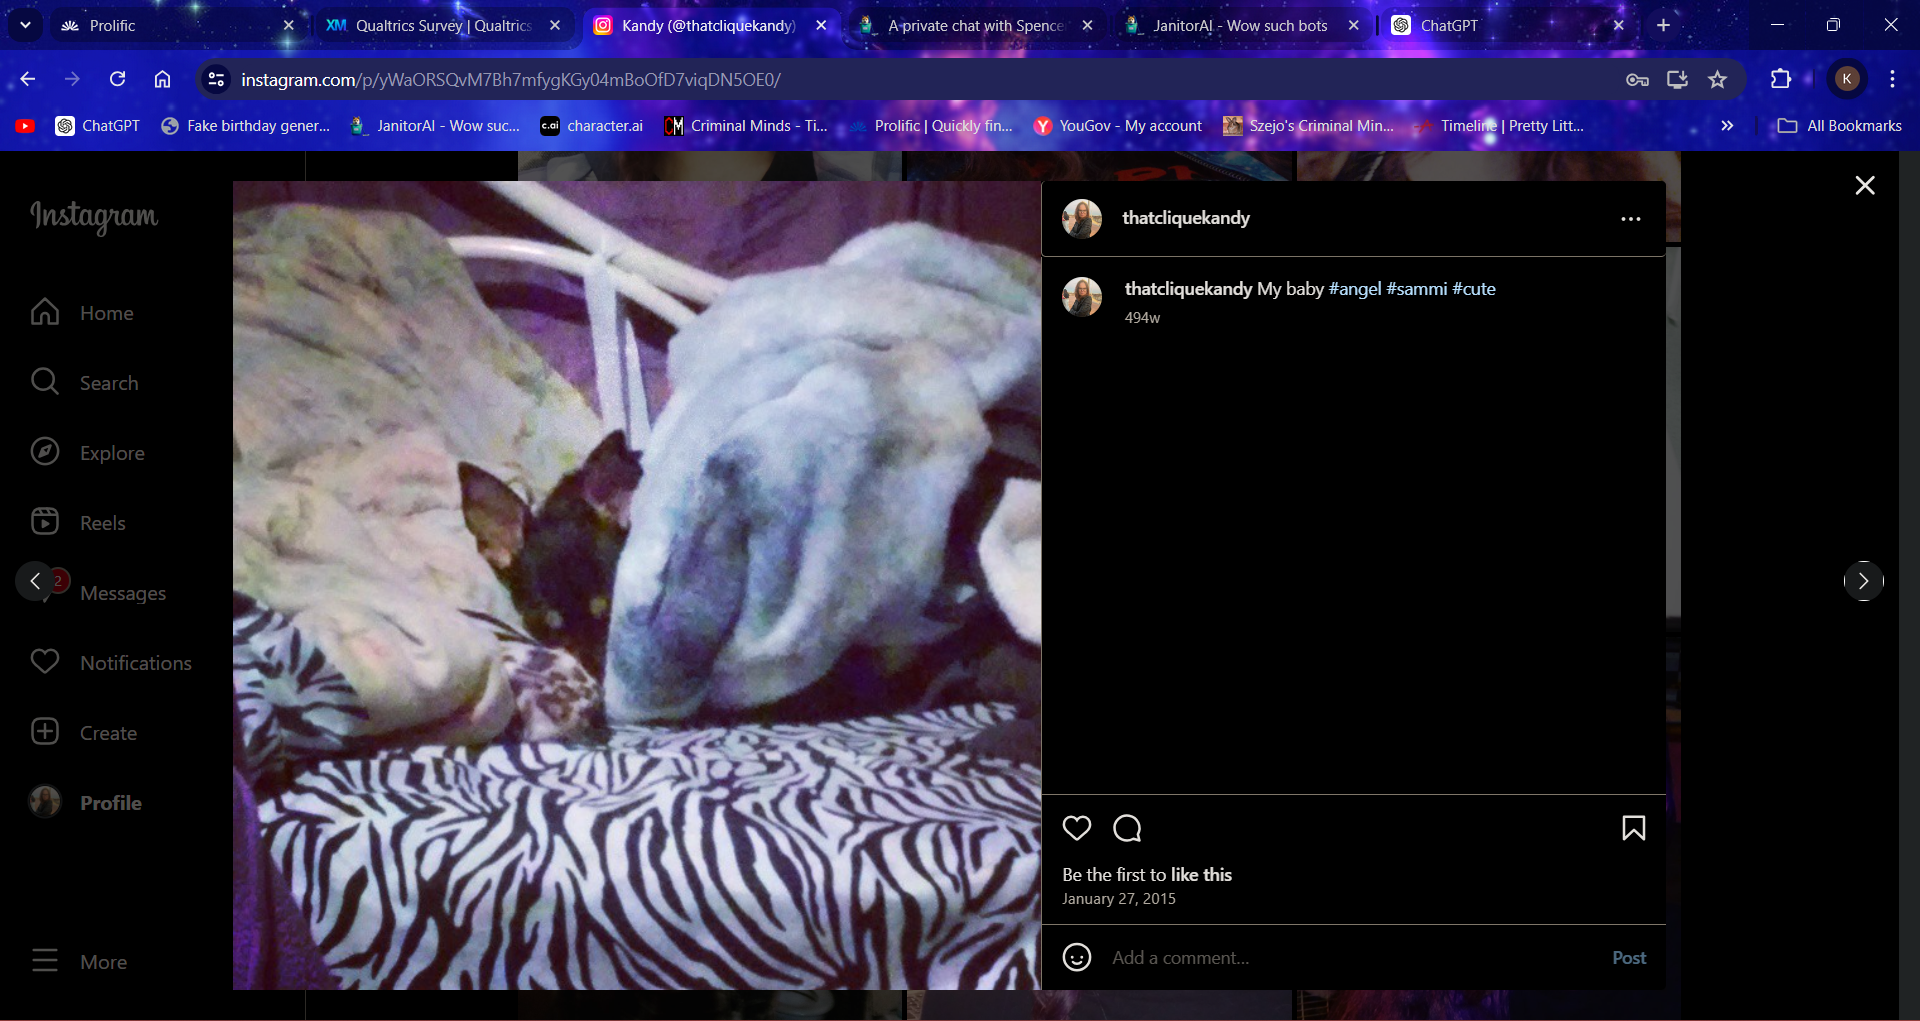 Prolific
Qualtrics Survey | Qualtrics
Kandy (@thatcliquekandy)
A private chat with Spencer
JanitorAI - Wow such bots
ChatGPT
instagram.com/p/yWaORSQvM7Bh7mfygKGy04mBoOfD7viqDN5OE0/
K
ChatGPT
Fake birthday gener...
JanitorAI - Wow suc...
c.ai character.ai
CM Criminal Minds - Ti...
Prolific | Quickly fin...
YouGov - My account
Szejo's Criminal Min...
Timeline | Pretty Litt...
All Bookmarks
Instagram
Home
Search
Explore
Reels
2
Messages
Notifications
Create
Profile
More
thatcliquekandy
thatcliquekandy My baby #angel #sammi #cute
494w
Be the first to like this
January 27, 2015
Add a comment...
Post